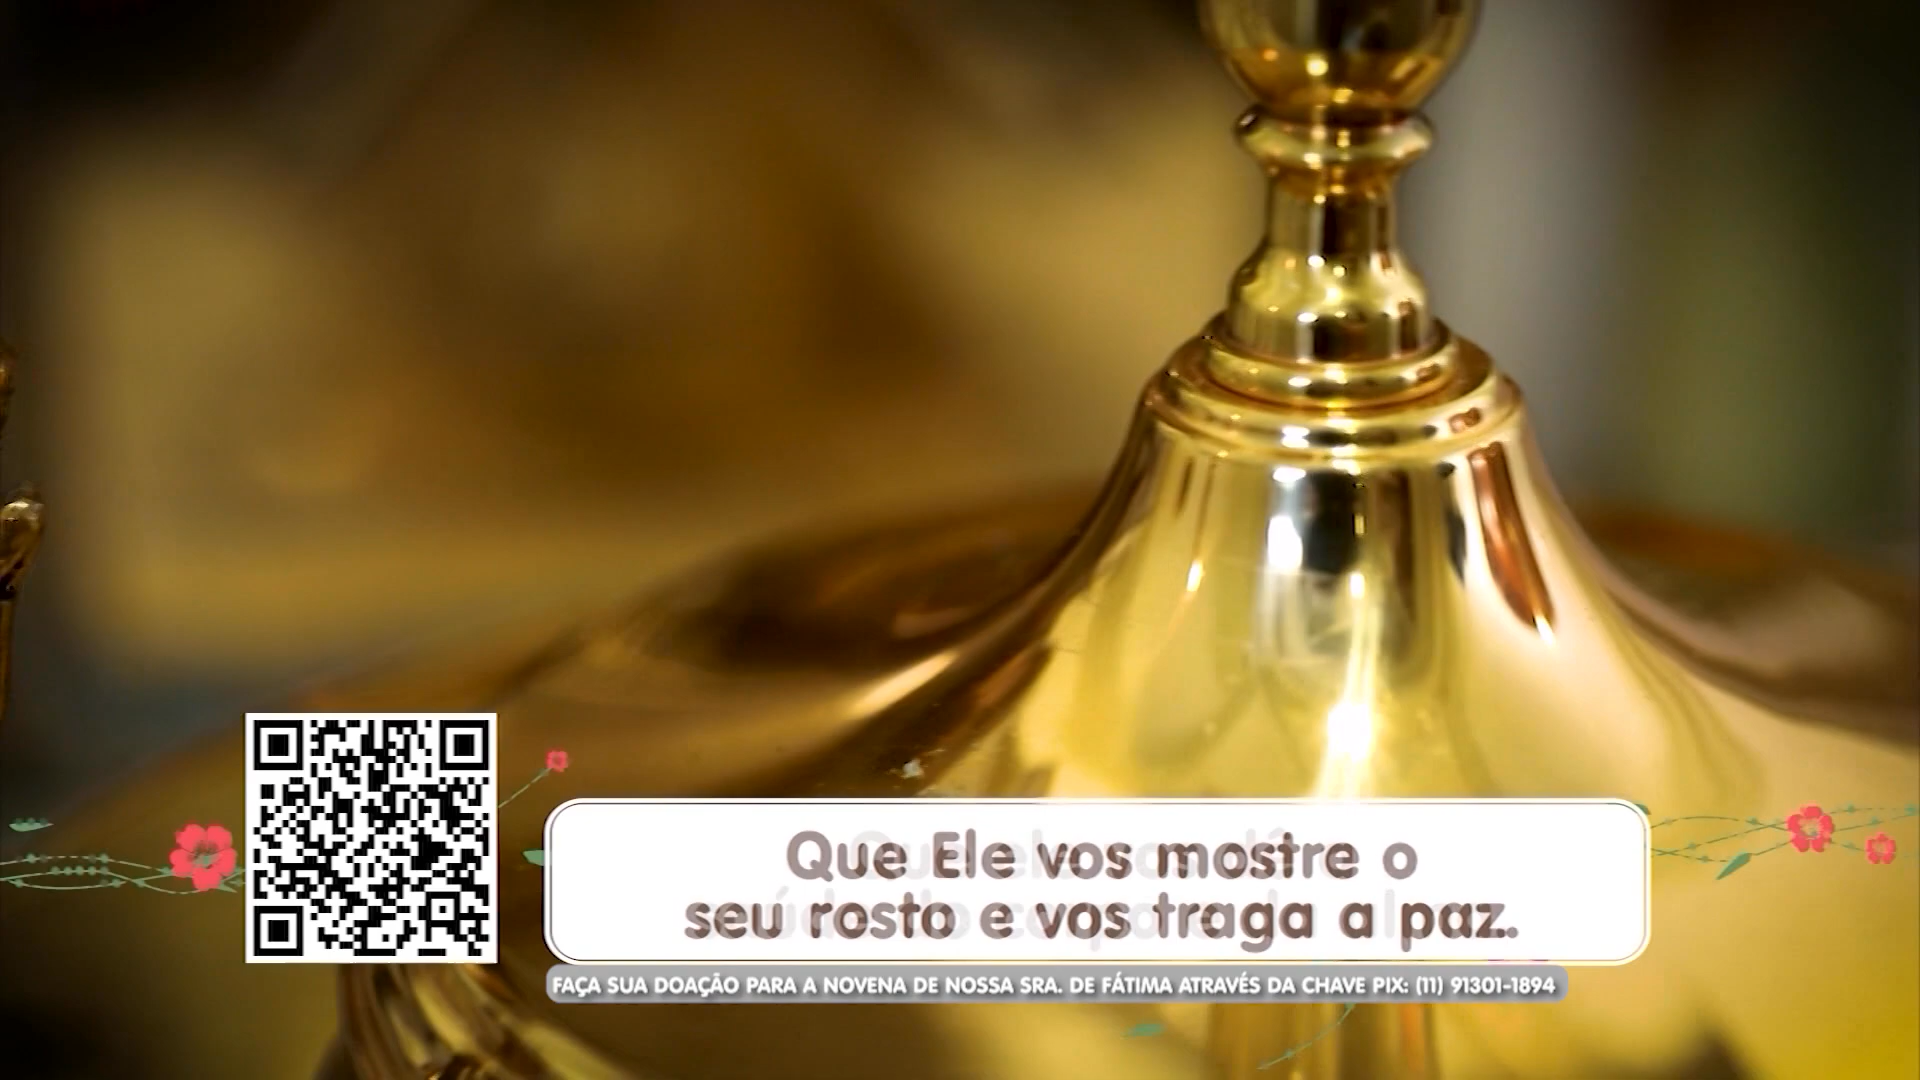 Que Ele vos mostre o
seu rosto e vos traga a paz.
FAÇA SUA DOAÇÃO PARA A NOVENA DE NOSSA SRA. DE FÁTIMA ATRAVÉS DA CHAVE PIX: (11) 91301-1894